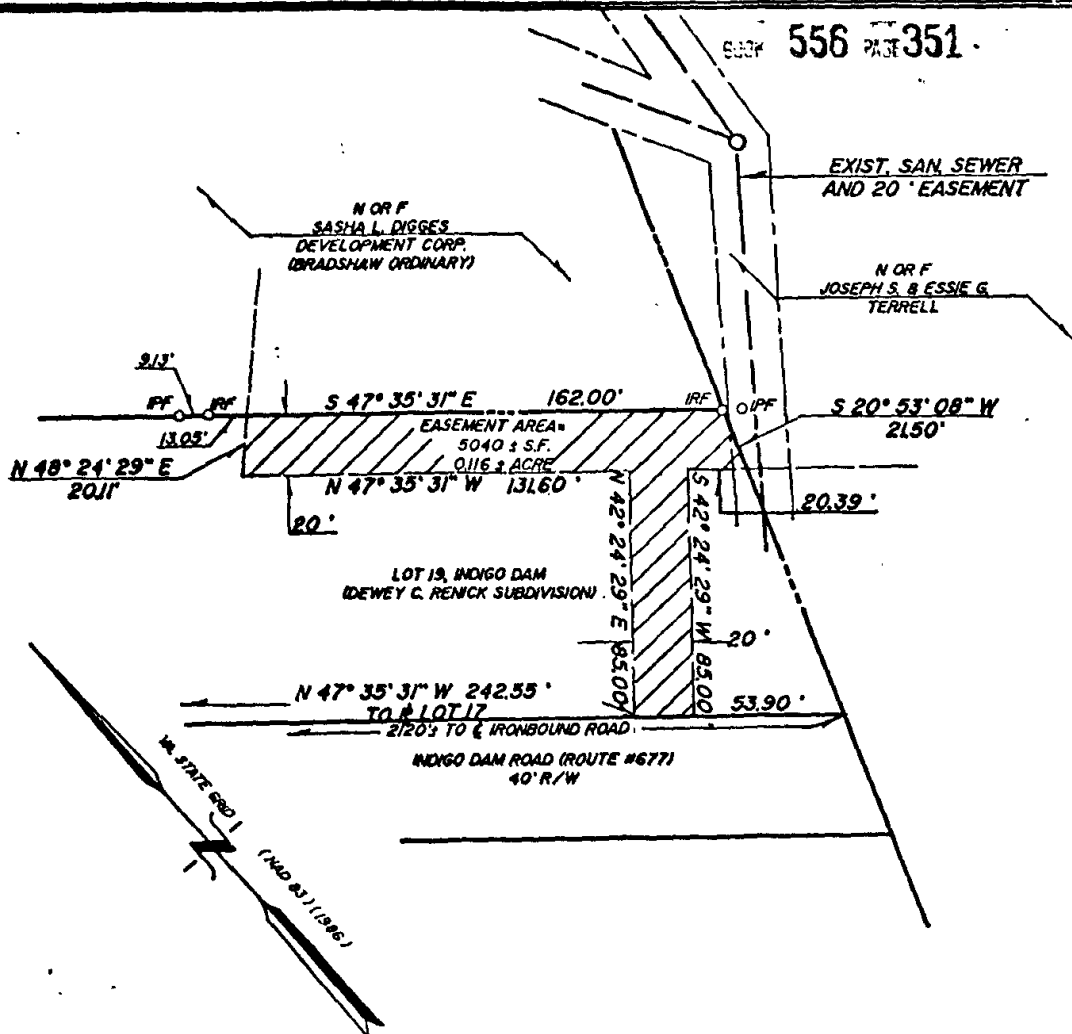 BOOK 556 PAGE 351
EXIST. SAN. SEWER
AND 20' EASEMENT
N OR F
SASHA L. DIGGES
DEVELOPMENT CORP.
(BRADSHAW ORDINARY)
N OR F
JOSEPH S. & ESSIE G.
TERRELL
9.13'
IPF
IRF
S 47° 35' 31" E 162.00'
IRF
IPF
S 20° 53' 08" W
21.50'
13.05'
EASEMENT AREA=
5040 ± S.F.
0.116 ± ACRE
N 48° 24' 29" E
20.11'
N 47° 35' 31" W 131.60'
20'
20.39'
N 42° 24' 29" E 85.00'
S 42° 24' 29" W 85.00'
LOT 19, INDIGO DAM
(DEWEY C. RENICK SUBDIVISION)
20'
N 47° 35' 31" W 242.55'
TO ⅊ LOT 17
53.90'
2120'± TO ℄ IRONBOUND ROAD
INDIGO DAM ROAD (ROUTE #677)
40' R/W
VA. STATE GRID
(NAD 83) (1986)